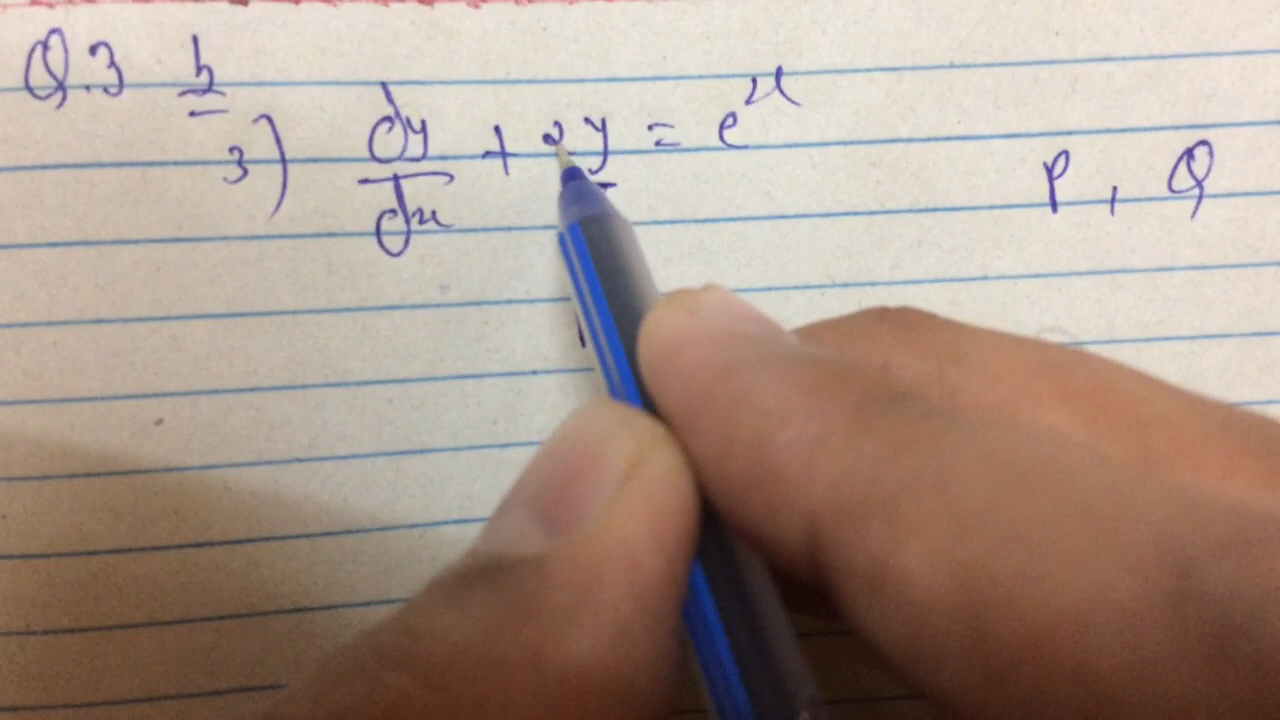 Q.3 b
3) dy/dx + 2y = e^x
P, Q